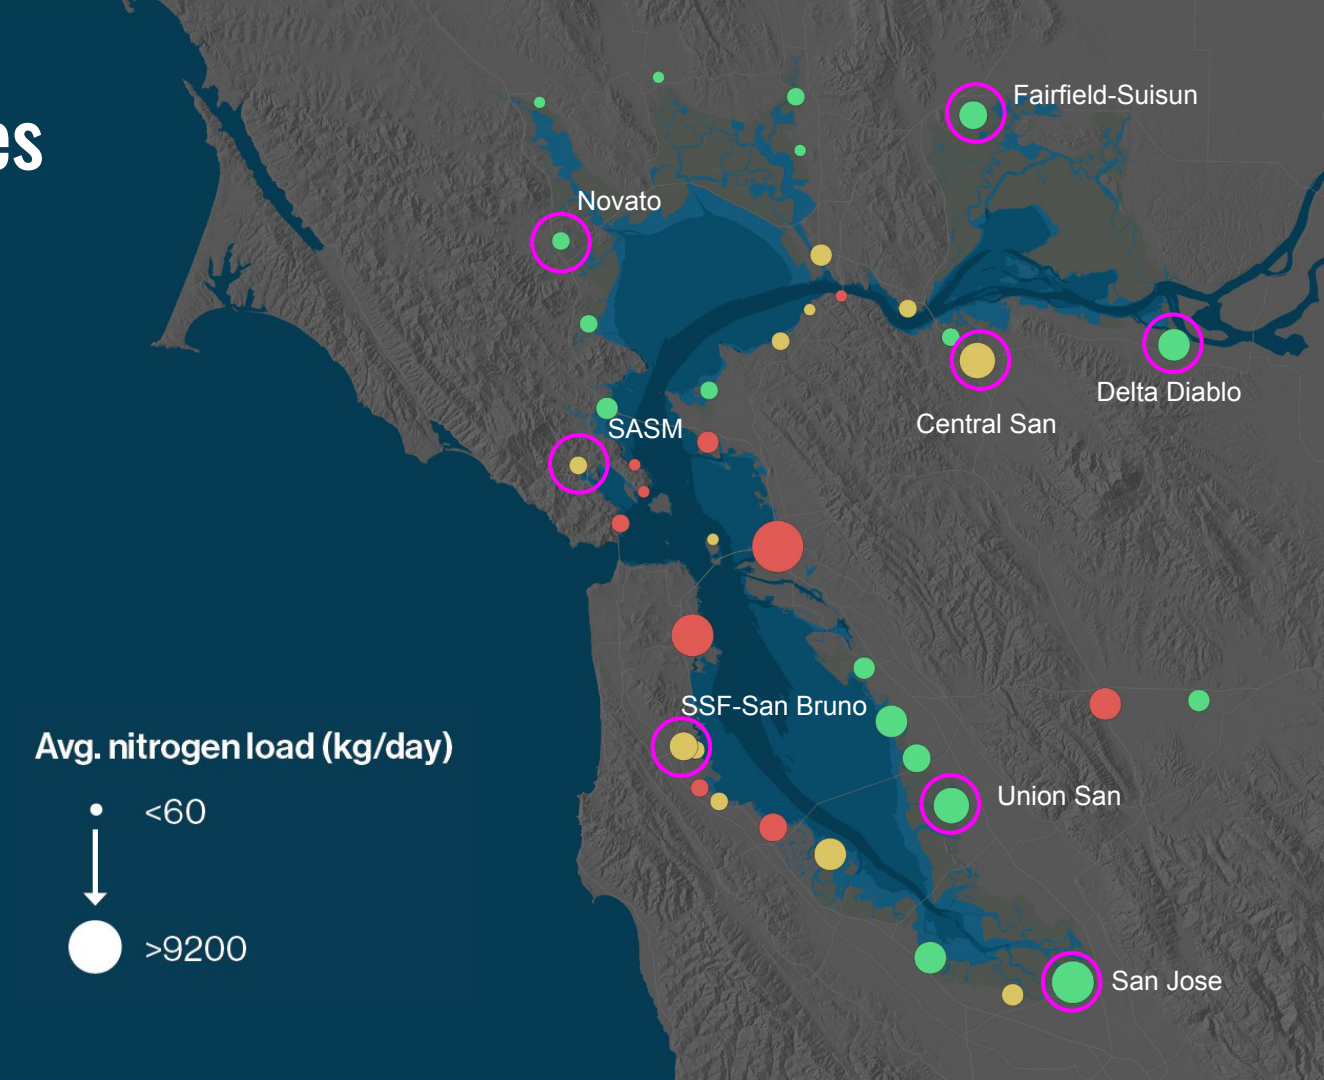 Fairfield-Suisun
Novato
Delta Diablo
Central San
SASM
SSF-San Bruno
Avg. nitrogen load (kg/day)
<60
>9200
Union San
San Jose